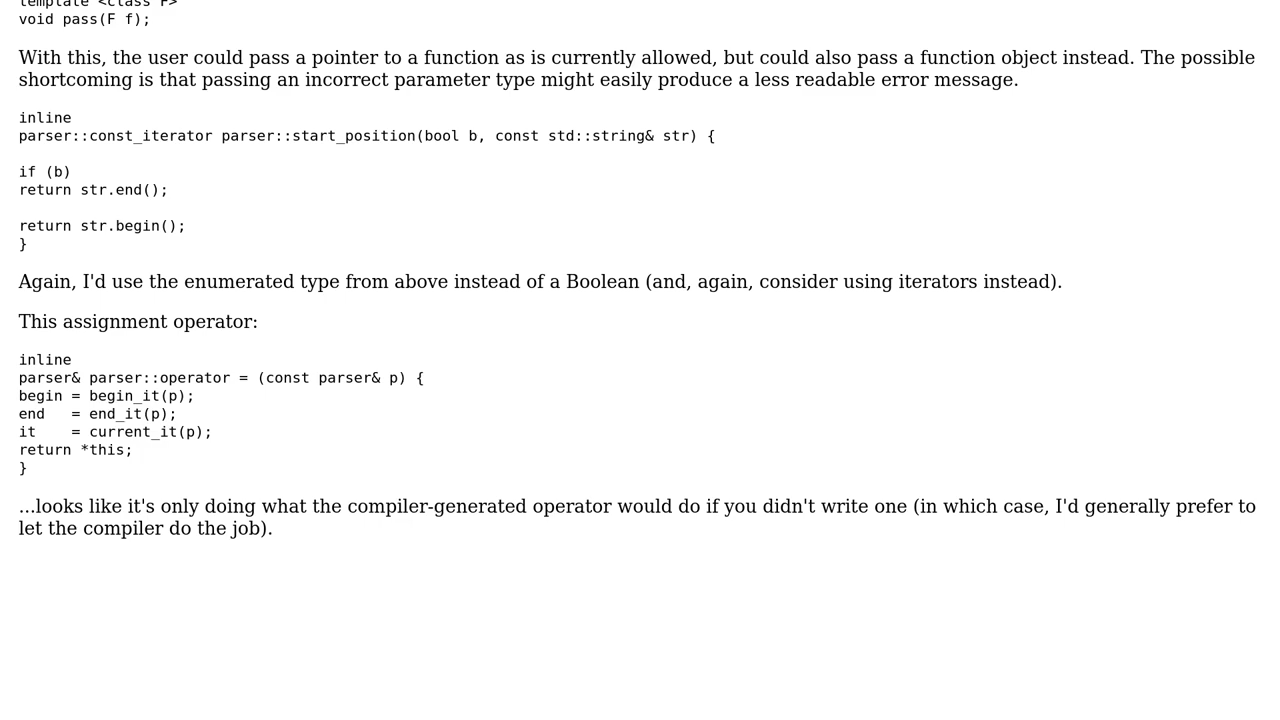 template <class F>
void pass(F f);
With this, the user could pass a pointer to a function as is currently allowed, but could also pass a function object instead. The possible
shortcoming is that passing an incorrect parameter type might easily produce a less readable error message.
inline
parser::const_iterator parser::start_position(bool b, const std::string& str) {
if (b)
return str.end();
return str.begin();
}
Again, I'd use the enumerated type from above instead of a Boolean (and, again, consider using iterators instead).
This assignment operator:
inline
parser& parser::operator = (const parser& p) {
begin = begin_it(p);
end   = end_it(p);
it    = current_it(p);
return *this;
}
...looks like it's only doing what the compiler-generated operator would do if you didn't write one (in which case, I'd generally prefer to
let the compiler do the job).